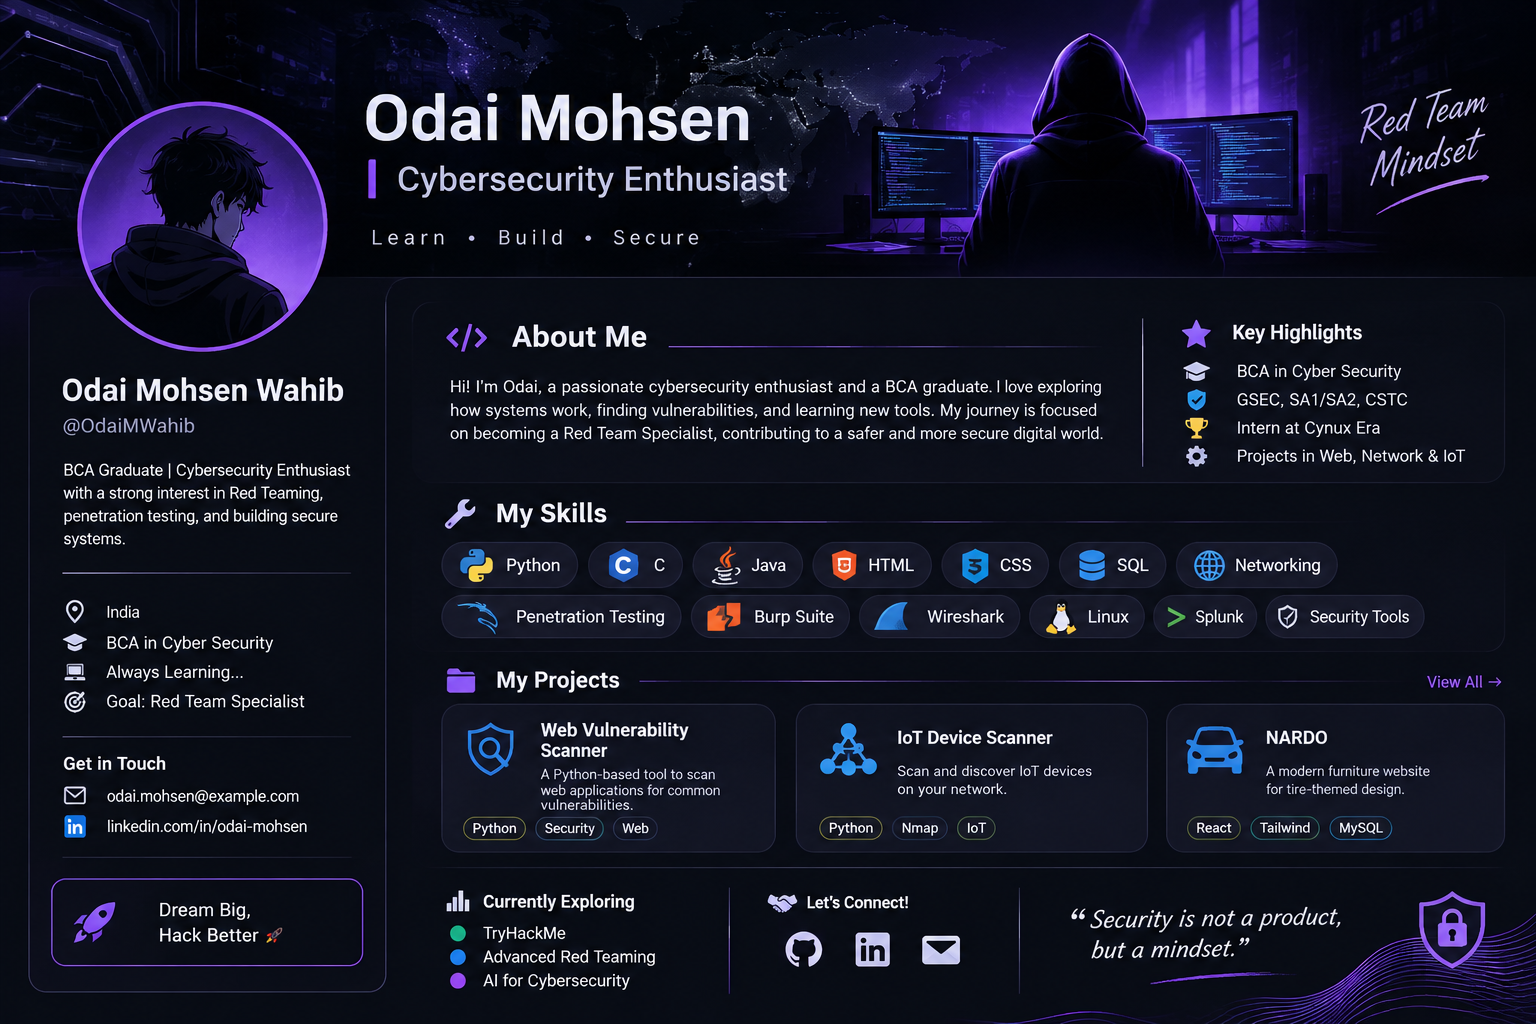 Odai Mohsen
Cybersecurity Enthusiast
Learn • Build • Secure
Red Team
Mindset
Odai Mohsen Wahib
@OdaiMWahib
BCA Graduate | Cybersecurity Enthusiast
with a strong interest in Red Teaming,
penetration testing, and building secure
systems.
India
BCA in Cyber Security
Always Learning...
Goal: Red Team Specialist
Get in Touch
odai.mohsen@example.com
linkedin.com/in/odai-mohsen
Dream Big,
Hack Better 🚀
</> About Me
Hi! I'm Odai, a passionate cybersecurity enthusiast and a BCA graduate. I love exploring
how systems work, finding vulnerabilities, and learning new tools. My journey is focused
on becoming a Red Team Specialist, contributing to a safer and more secure digital world.
Key Highlights
BCA in Cyber Security
GSEC, SA1/SA2, CSTC
Intern at Cynux Era
Projects in Web, Network & IoT
My Skills
Python C Java HTML CSS SQL Networking
Penetration Testing Burp Suite Wireshark Linux Splunk Security Tools
My Projects
View All →
Web Vulnerability
Scanner
A Python-based tool to scan
web applications for common
vulnerabilities.
Python Security Web
IoT Device Scanner
Scan and discover IoT devices
on your network.
Python Nmap IoT
NARDO
A modern furniture website
for tire-themed design.
React Tailwind MySQL
Currently Exploring
TryHackMe
Advanced Red Teaming
AI for Cybersecurity
Let's Connect!
"Security is not a product,
but a mindset."